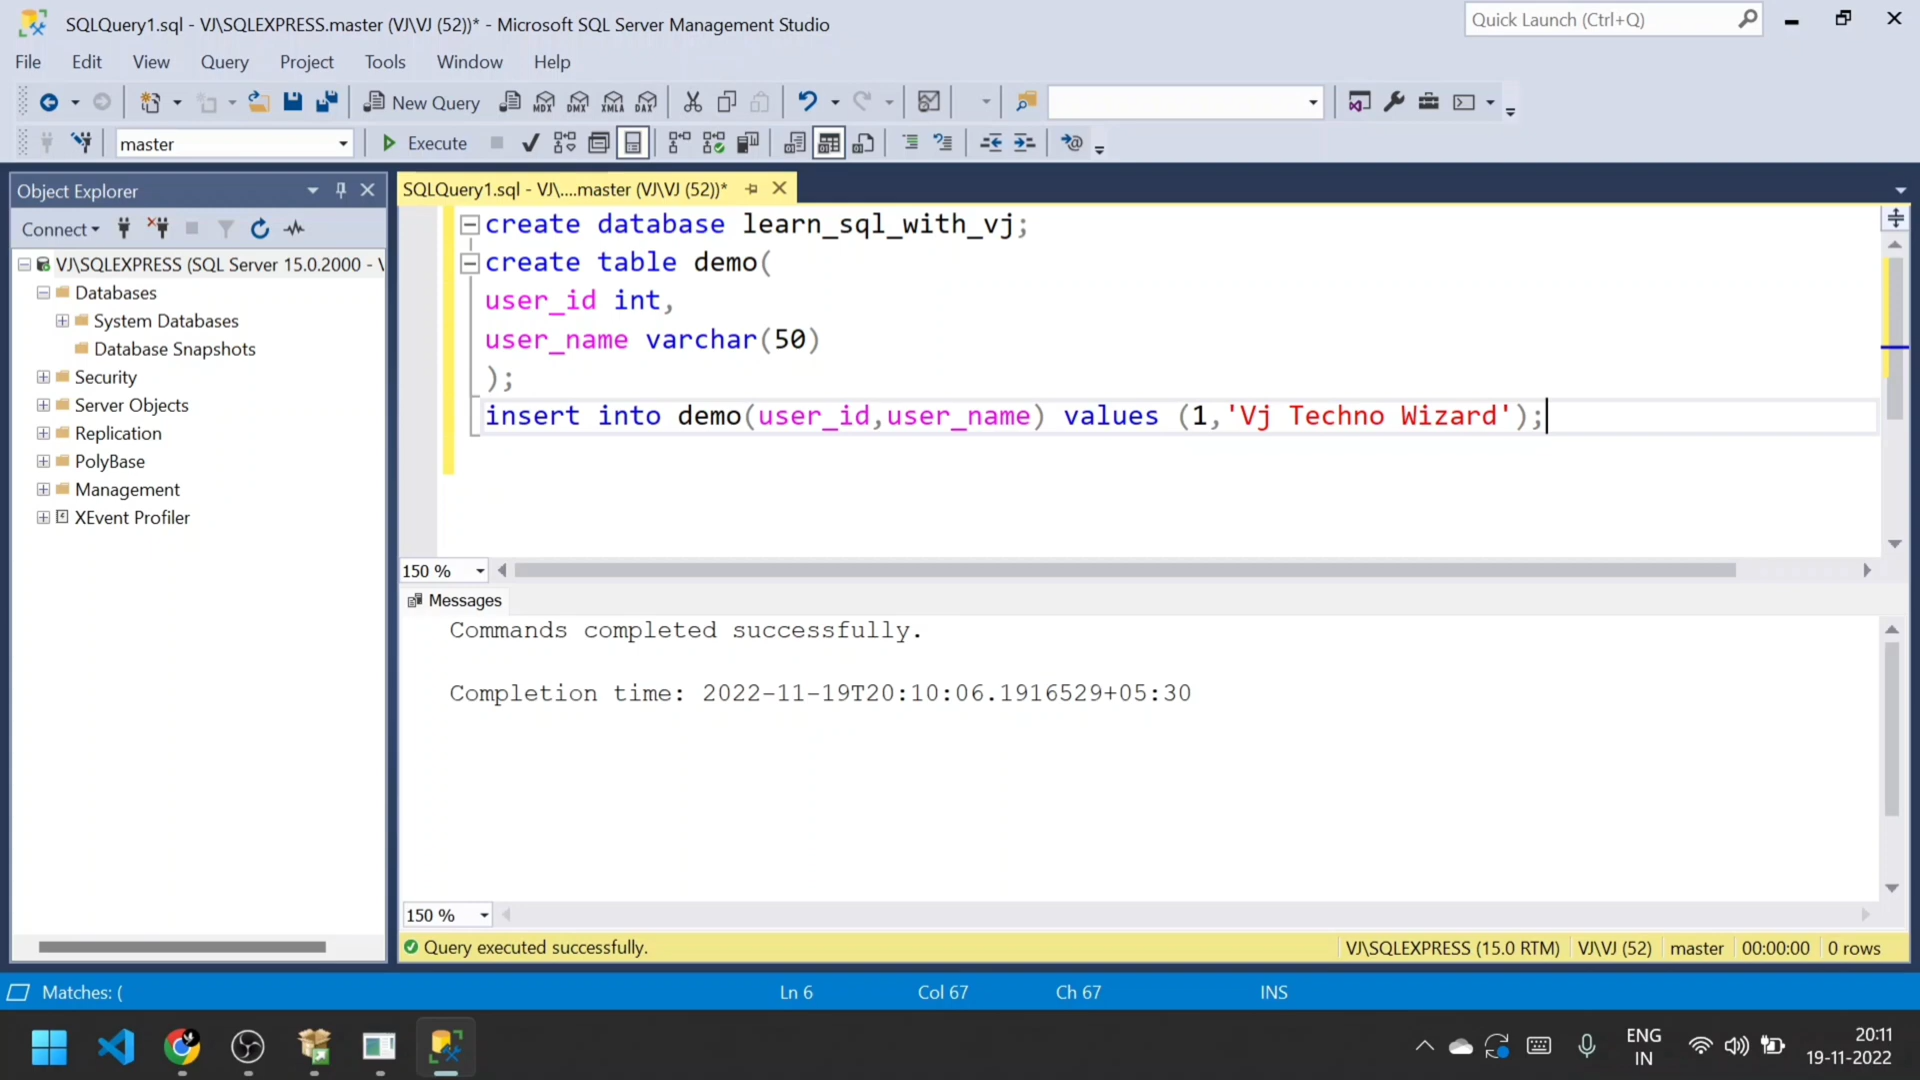 SQLQuery1.sql - VJ\SQLEXPRESS.master (VJ\VJ (52))* - Microsoft SQL Server Management Studio
Quick Launch (Ctrl+Q)
File Edit View Query Project Tools Window Help
New Query MDX DMX XMLA DAX
master Execute
Object Explorer
SQLQuery1.sql - VJ\....master (VJ\VJ (52))*
Connect
VJ\SQLEXPRESS (SQL Server 15.0.2000 - V
Databases
System Databases
Database Snapshots
Security
Server Objects
Replication
PolyBase
Management
XEvent Profiler
create database learn_sql_with_vj;
create table demo(
user_id int,
user_name varchar(50)
);
insert into demo(user_id,user_name) values (1,'Vj Techno Wizard');
150 %
Messages
Commands completed successfully.
Completion time: 2022-11-19T20:10:06.1916529+05:30
150 %
Query executed successfully. VJ\SQLEXPRESS (15.0 RTM) VJ\VJ (52) master 00:00:00 0 rows
Matches: ( Ln 6 Col 67 Ch 67 INS
ENG
IN
20:11
19-11-2022